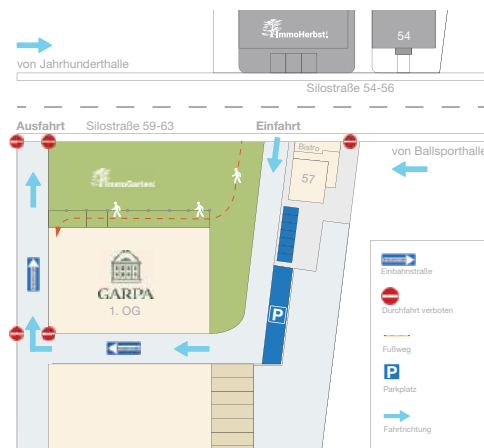 ImmoHerbst!
54
von Jahrhunderthalle
Silostraße 54-56
Ausfahrt Silostraße 59-63 Einfahrt
Bistro
von Ballsporthalle
ImmoGarten!
57
GARPA
1. OG
P
Einbahnstraße
Durchfahrt verboten
Fußweg
P
Parkplatz
Fahrtrichtung